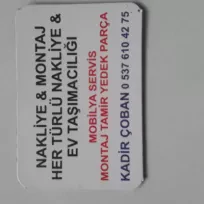 NAKLİYE & MONTAJ
HER TÜRLÜ NAKLİYE &
EV TAŞIMACILIĞI
MOBİLYA SERVİS
MONTAJ TAMİR YEDEK PARÇA
KADİR ÇOBAN 0 537 610 42 75